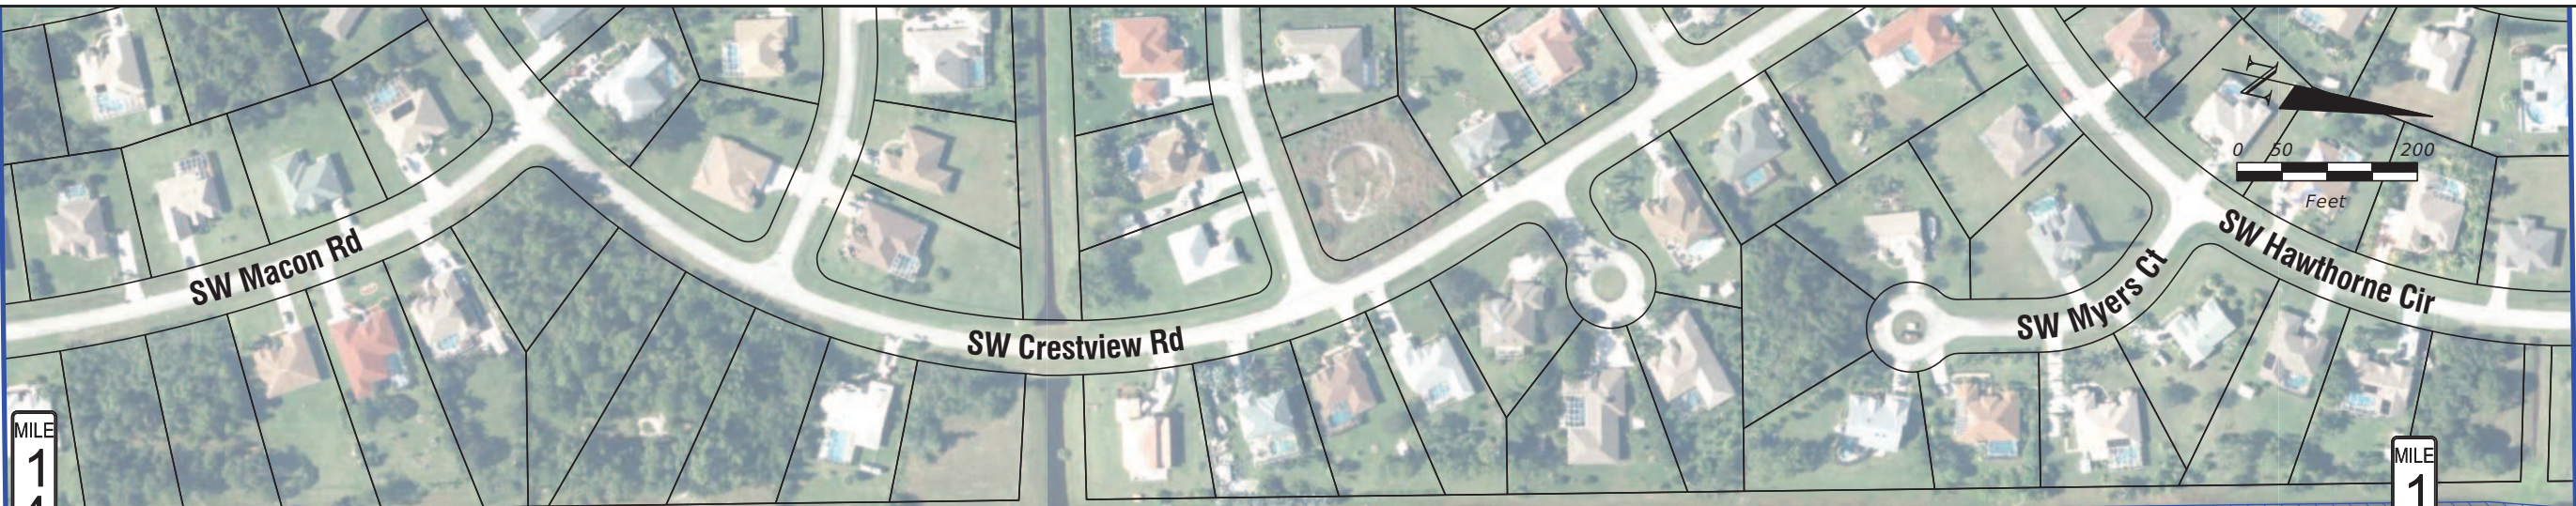 N
0 50 200
Feet
SW Macon Rd
SW Crestview Rd
SW Myers Ct
SW Hawthorne Cir
MILE
1
MILE
1